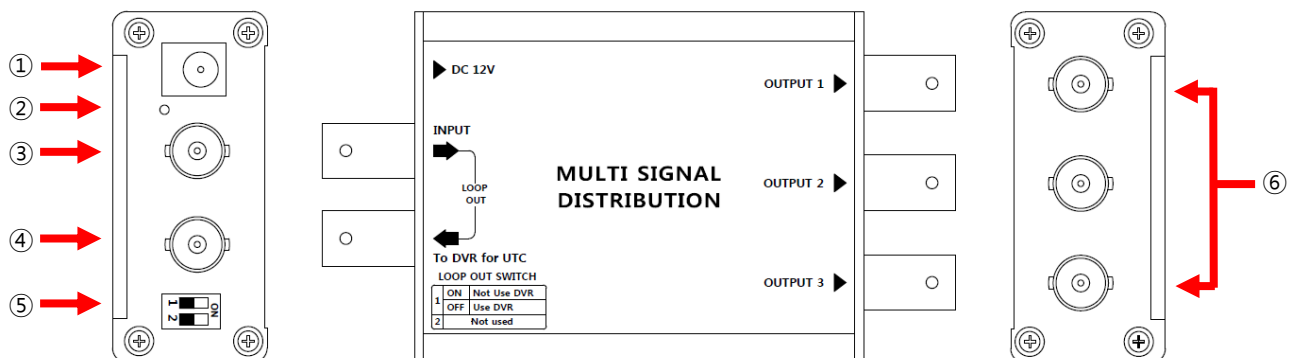 ①
②
③
④
⑤
1
2
ON
DC 12V
INPUT
LOOP
OUT
To DVR for UTC
LOOP OUT SWITCH
1 ON Not Use DVR
OFF Use DVR
2 Not used
MULTI SIGNAL
DISTRIBUTION
OUTPUT 1
OUTPUT 2
OUTPUT 3
⑥